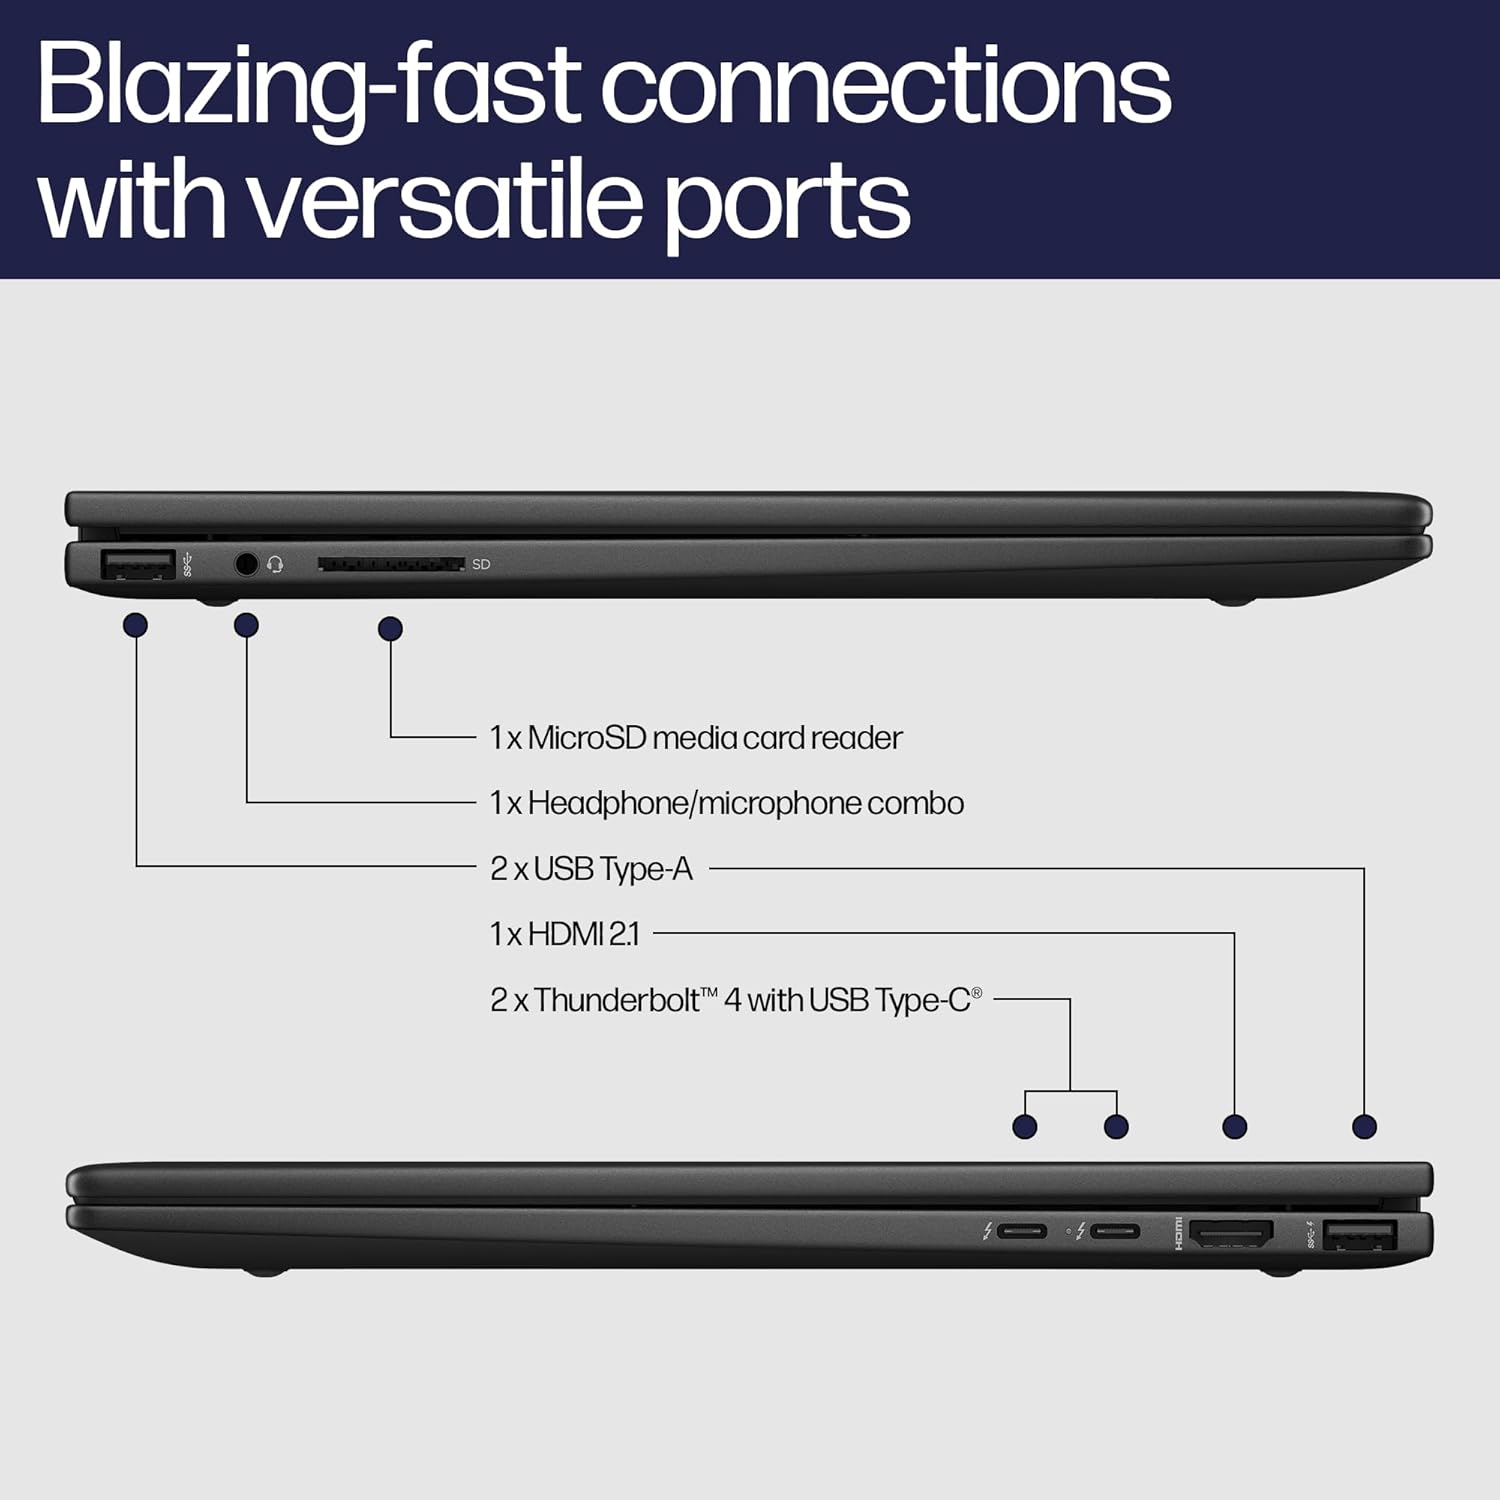 Blazing-fast connections
with versatile ports
SD
1 x MicroSD media card reader
1 x Headphone/microphone combo
2 x USB Type-A
1 x HDMI 2.1
2 x Thunderbolt™ 4 with USB Type-C®
HDMI